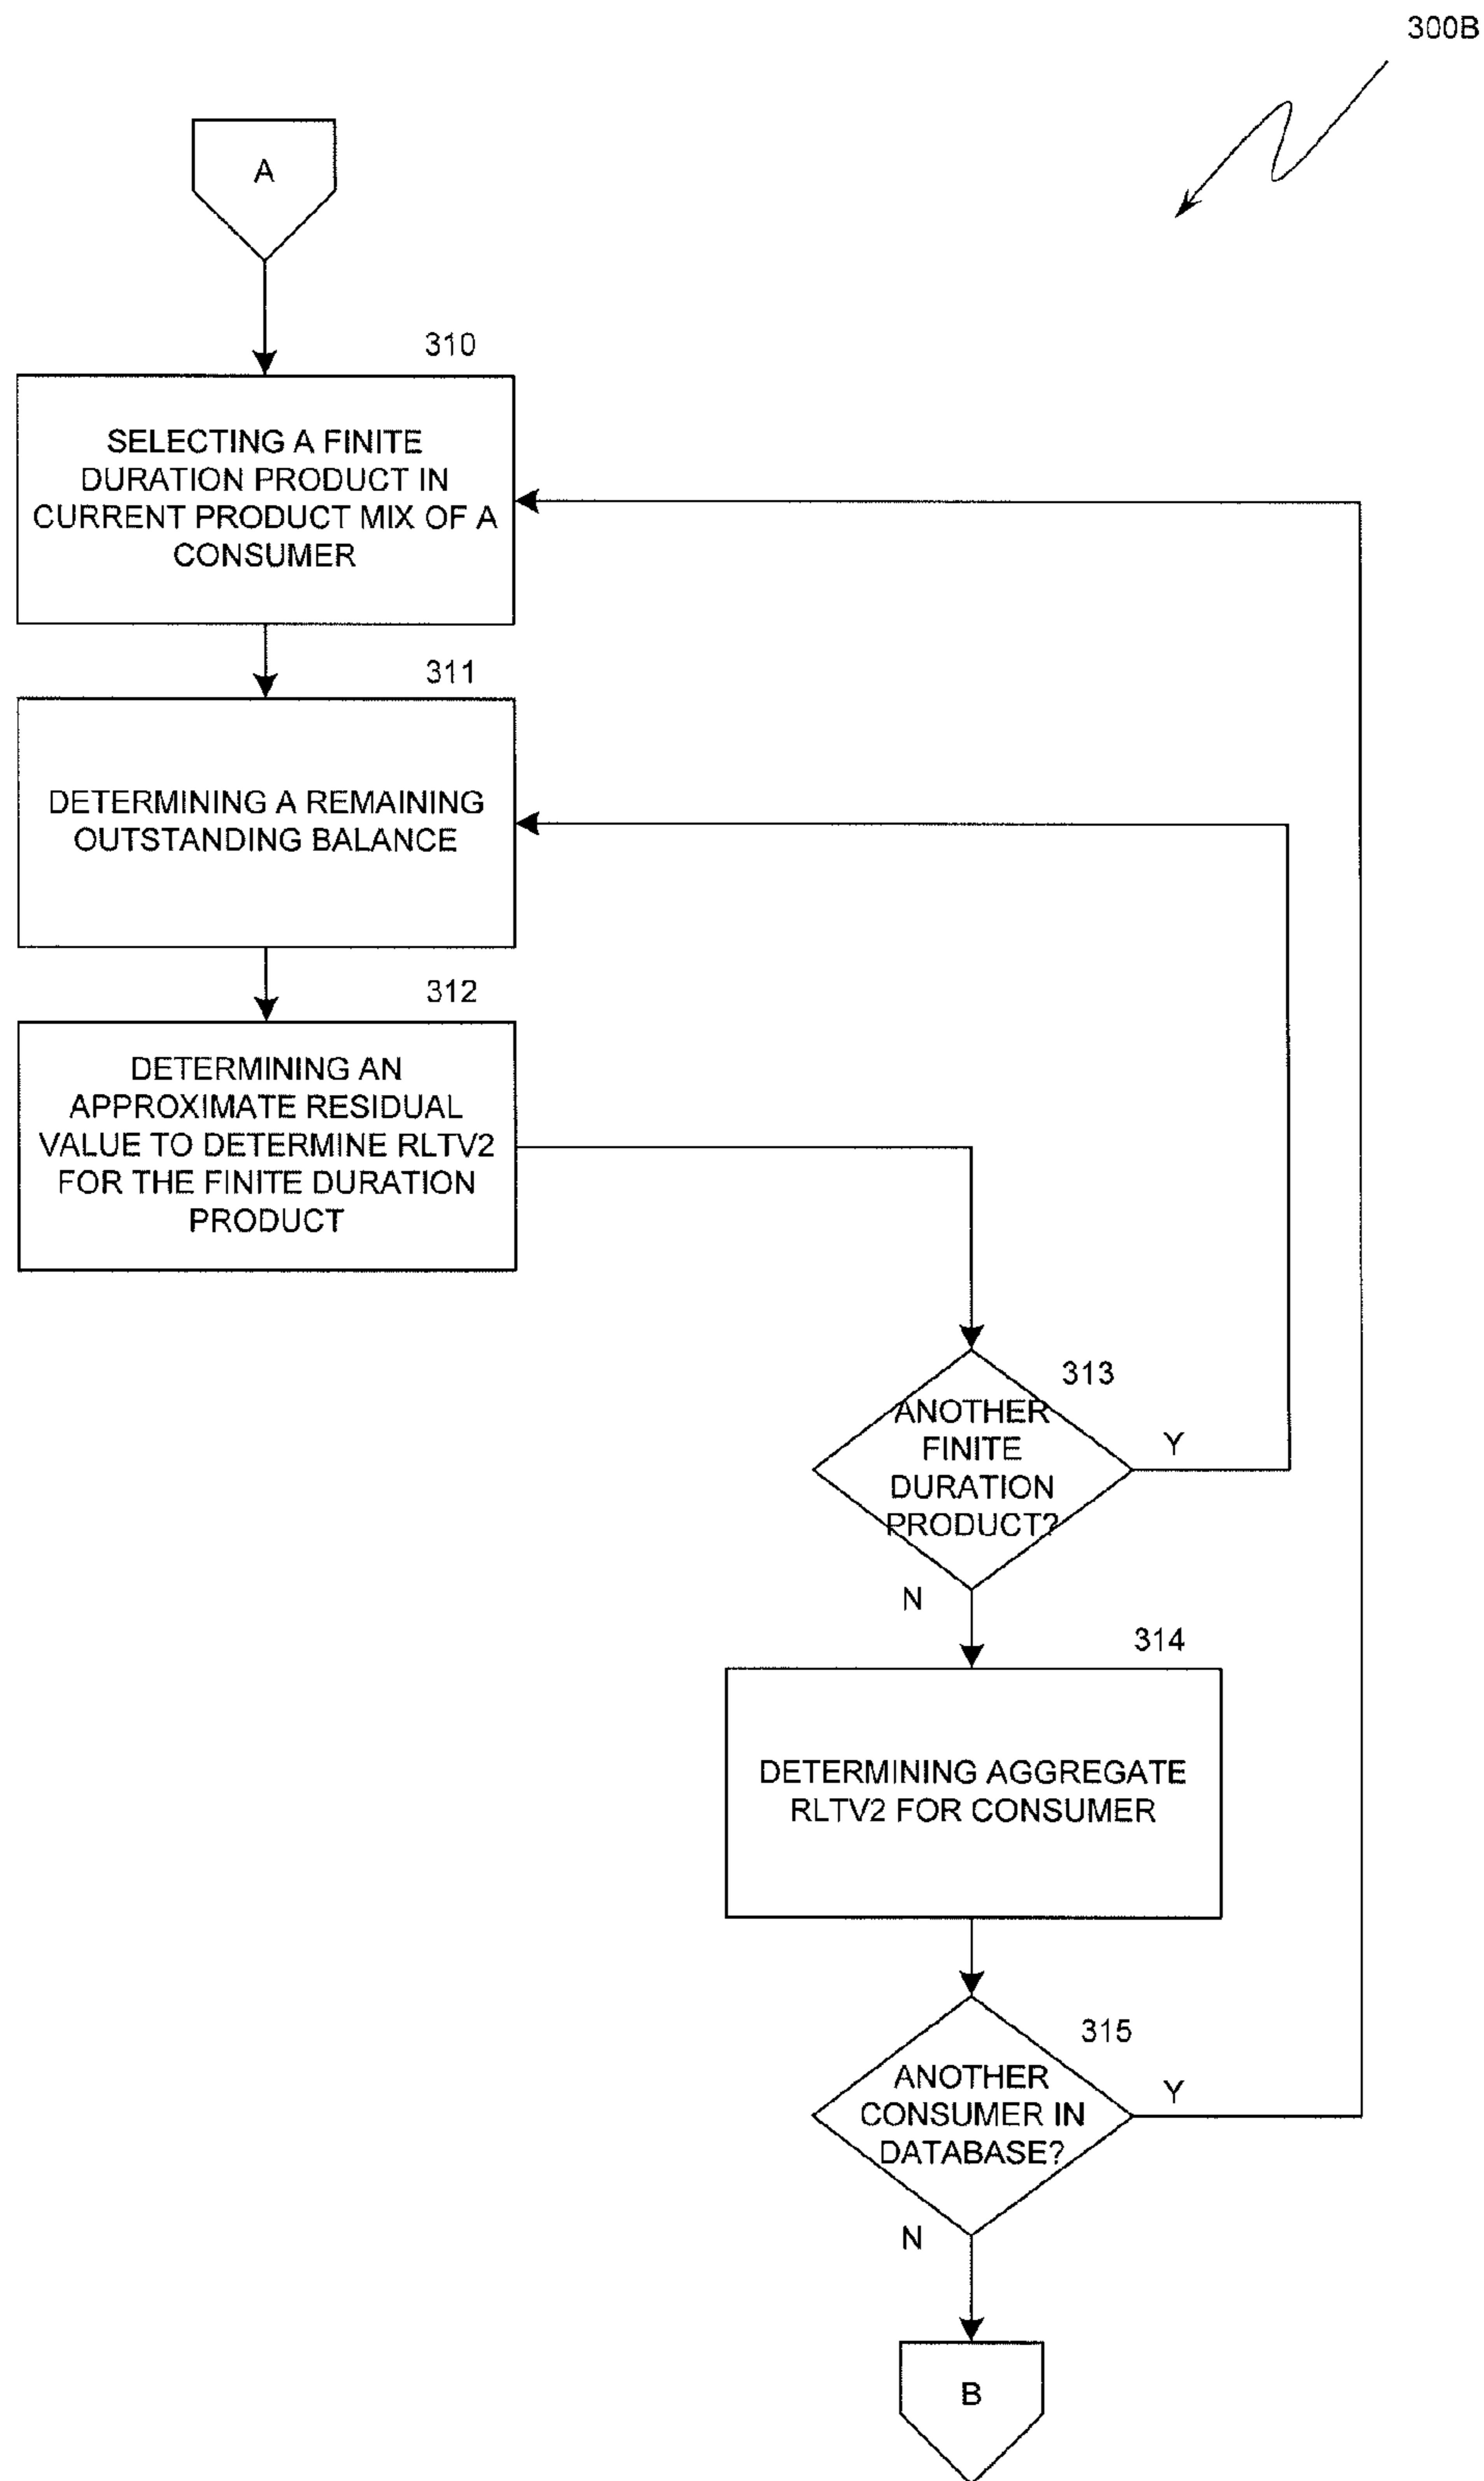 300B
A
310
SELECTING A FINITE
DURATION PRODUCT IN
CURRENT PRODUCT MIX OF A
CONSUMER
311
DETERMINING A REMAINING
OUTSTANDING BALANCE
312
DETERMINING AN
APPROXIMATE RESIDUAL
VALUE TO DETERMINE RLTV2
FOR THE FINITE DURATION
PRODUCT
313
ANOTHER
FINITE
DURATION
PRODUCT?
Y
N
314
DETERMINING AGGREGATE
RLTV2 FOR CONSUMER
315
ANOTHER
CONSUMER IN
DATABASE?
Y
N
B